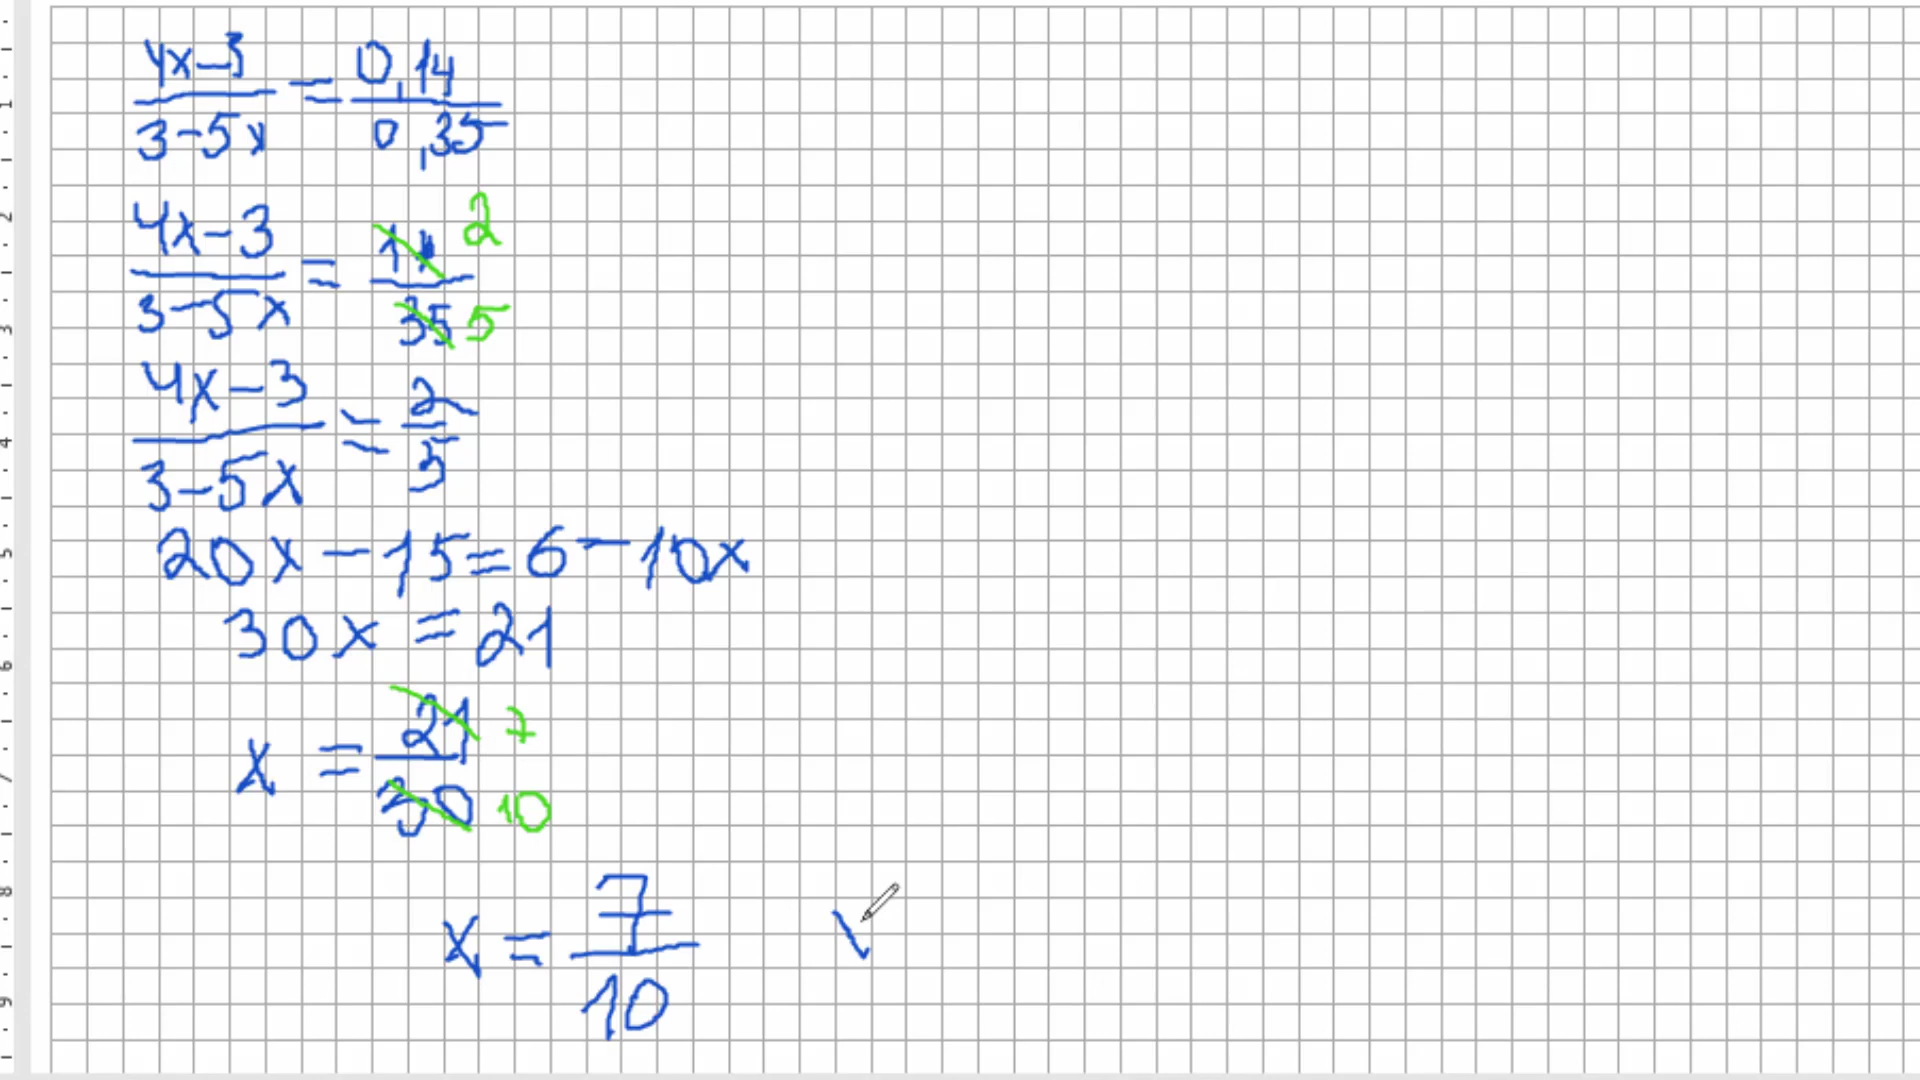 (4x-3)/(3-5x) = 0,14/0,35
(4x-3)/(3-5x) = 14/35 2 5
(4x-3)/(3-5x) = 2/5
20x-15=6-10x
30x=21
x = 21/30 7 10
x = 7/10